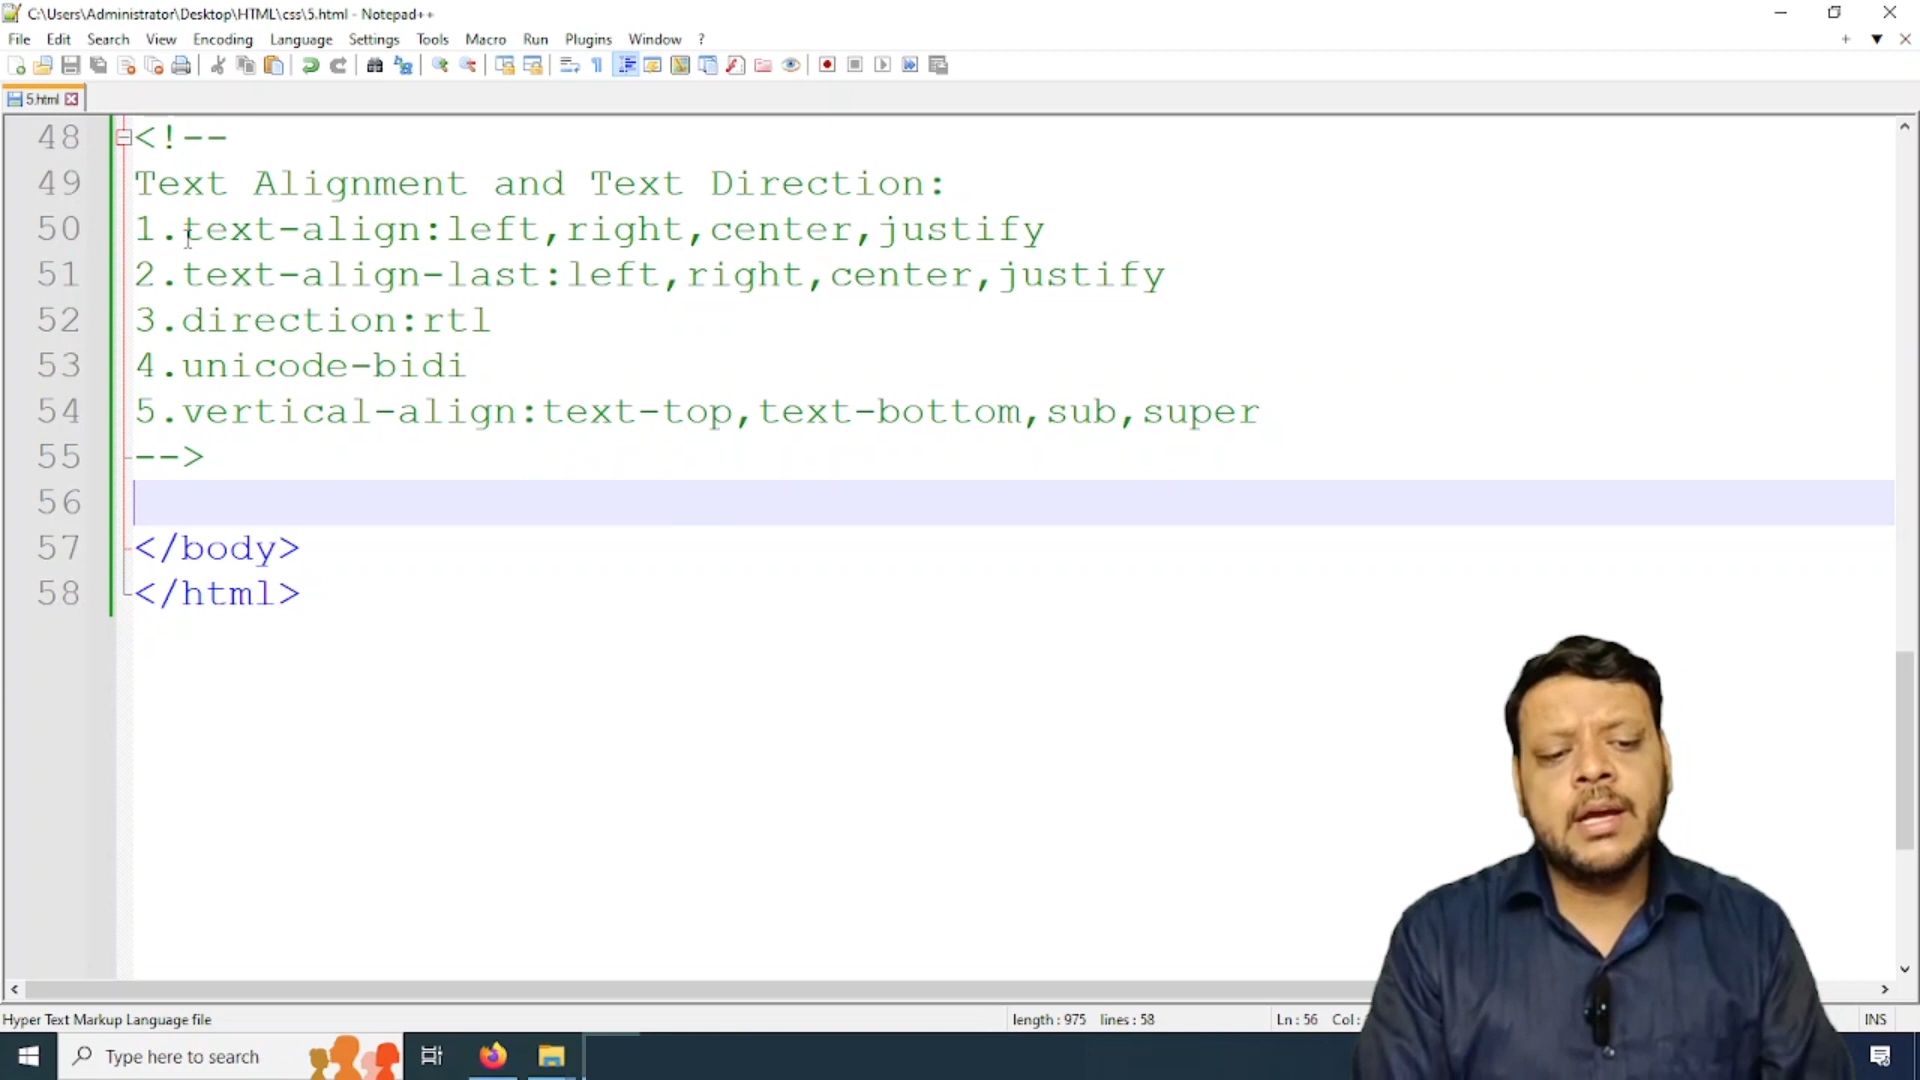 C:\Users\Administrator\Desktop\HTML\css\5.html - Notepad++
File Edit Search View Encoding Language Settings Tools Macro Run Plugins Window ?
5.html
48 <!--
49 Text Alignment and Text Direction:
50 1.text-align:left,right,center,justify
51 2.text-align-last:left,right,center,justify
52 3.direction:rtl
53 4.unicode-bidi
54 5.vertical-align:text-top,text-bottom,sub,super
55 -->
56
57 </body>
58 </html>
Hyper Text Markup Language file length : 975 lines : 58 Ln : 56 Col : INS
Type here to search